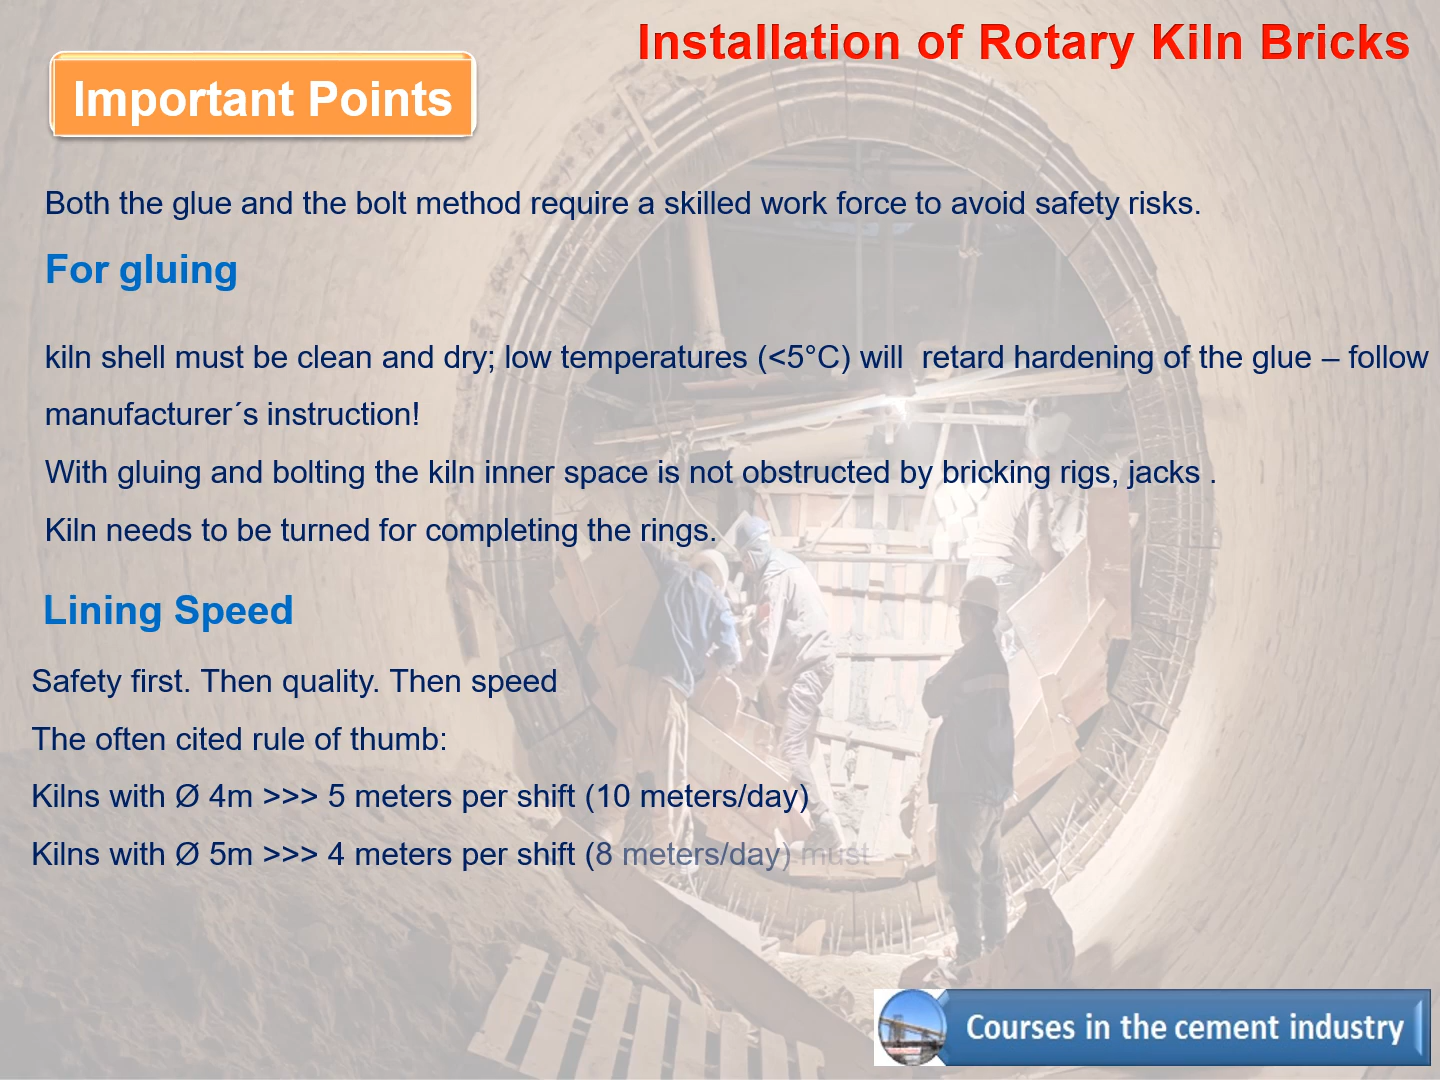 Installation of Rotary Kiln Bricks
Important Points
Both the glue and the bolt method require a skilled work force to avoid safety risks.
For gluing
kiln shell must be clean and dry; low temperatures (<5°C) will  retard hardening of the glue – follow
manufacturer´s instruction!
With gluing and bolting the kiln inner space is not obstructed by bricking rigs, jacks .
Kiln needs to be turned for completing the rings.
Lining Speed
Safety first. Then quality. Then speed
The often cited rule of thumb:
Kilns with Ø 4m >>> 5 meters per shift (10 meters/day)
Kilns with Ø 5m >>> 4 meters per shift (8 meters/day) must
Courses in the cement industry